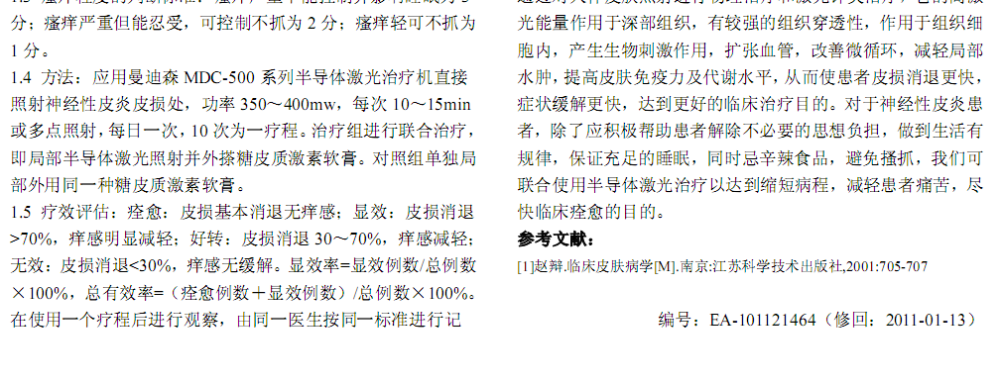 分；瘙痒严重但能忍受，可控制不抓为 2 分；瘙痒轻可不抓为
1 分。
1.4 方法：应用曼迪森 MDC-500 系列半导体激光治疗机直接
照射神经性皮炎皮损处，功率 350～400mw，每次 10～15min
或多点照射，每日一次，10 次为一疗程。治疗组进行联合治疗，
即局部半导体激光照射并外搽糖皮质激素软膏。对照组单独局
部外用同一种糖皮质激素软膏。
1.5 疗效评估：痊愈：皮损基本消退无痒感；显效：皮损消退
>70%，痒感明显减轻；好转：皮损消退 30～70%，痒感减轻；
无效：皮损消退<30%，痒感无缓解。显效率=显效例数/总例数
×100%，总有效率=（痊愈例数＋显效例数）/总例数×100%。
在使用一个疗程后进行观察，由同一医生按同一标准进行记
光能量作用于深部组织，有较强的组织穿透性，作用于组织细
胞内，产生生物刺激作用，扩张血管，改善微循环，减轻局部
水肿，提高皮肤免疫力及代谢水平，从而使患者皮损消退更快，
症状缓解更快，达到更好的临床治疗目的。对于神经性皮炎患
者，除了应积极帮助患者解除不必要的思想负担，做到生活有
规律，保证充足的睡眠，同时忌辛辣食品，避免搔抓，我们可
联合使用半导体激光治疗以达到缩短病程，减轻患者痛苦，尽
快临床痊愈的目的。
参考文献：
[1]赵辩.临床皮肤病学[M].南京:江苏科学技术出版社,2001:705-707
编号：EA-101121464（修回：2011-01-13）